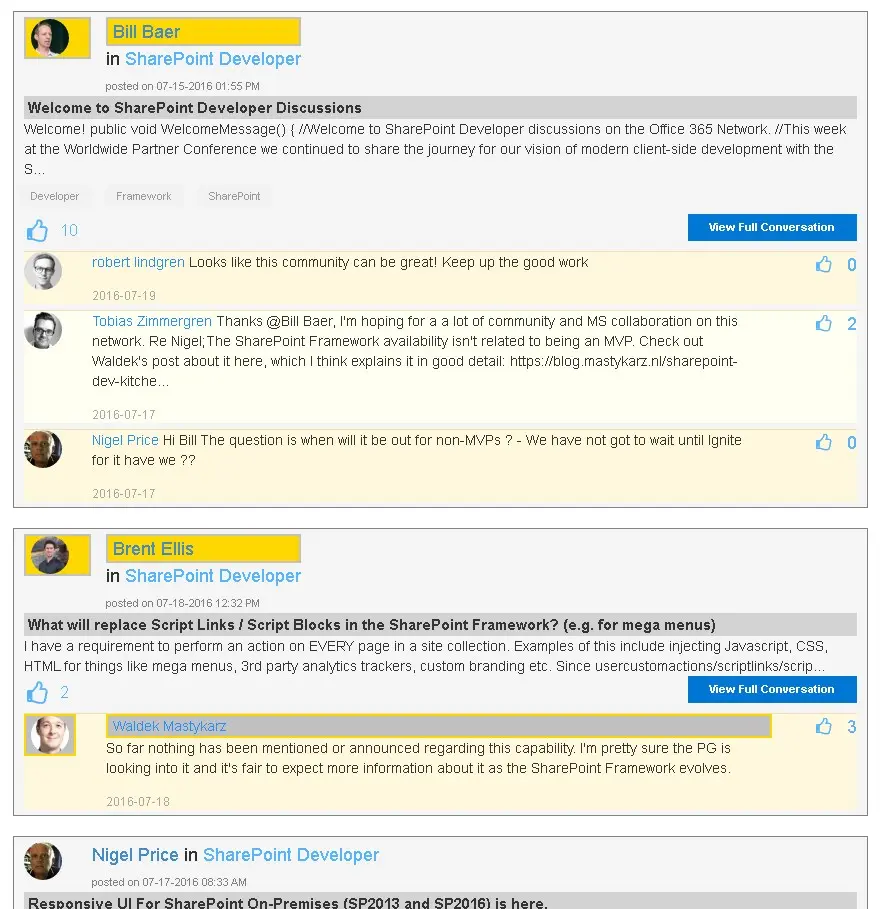 Bill Baer
in SharePoint Developer
posted on 07-15-2016 01:55 PM
Welcome to SharePoint Developer Discussions
Welcome! public void WelcomeMessage() { //Welcome to SharePoint Developer discussions on the Office 365 Network. //This week
at the Worldwide Partner Conference we continued to share the journey for our vision of modern client-side development with the
S...
Developer Framework SharePoint
10 View Full Conversation
robert lindgren Looks like this community can be great! Keep up the good work 0
2016-07-19
Tobias Zimmergren Thanks @Bill Baer, I'm hoping for a a lot of community and MS collaboration on this 2
network. Re Nigel;The SharePoint Framework availability isn't related to being an MVP. Check out
Waldek's post about it here, which I think explains it in good detail: https://blog.mastykarz.nl/sharepoint-
dev-kitche...
2016-07-17
Nigel Price Hi Bill The question is when will it be out for non-MVPs ? - We have not got to wait until Ignite 0
for it have we ??
2016-07-17
Brent Ellis
in SharePoint Developer
posted on 07-18-2016 12:32 PM
What will replace Script Links / Script Blocks in the SharePoint Framework? (e.g. for mega menus)
I have a requirement to perform an action on EVERY page in a site collection. Examples of this include injecting Javascript, CSS,
HTML for things like mega menus, 3rd party analytics trackers, custom branding etc. Since usercustomactions/scriptlinks/scrip...
2 View Full Conversation
Waldek Mastykarz 3
So far nothing has been mentioned or announced regarding this capability. I'm pretty sure the PG is
looking into it and it's fair to expect more information about it as the SharePoint Framework evolves.
2016-07-18
Nigel Price in SharePoint Developer
posted on 07-17-2016 08:33 AM
Responsive UI For SharePoint On-Premises (SP2013 and SP2016) is here.